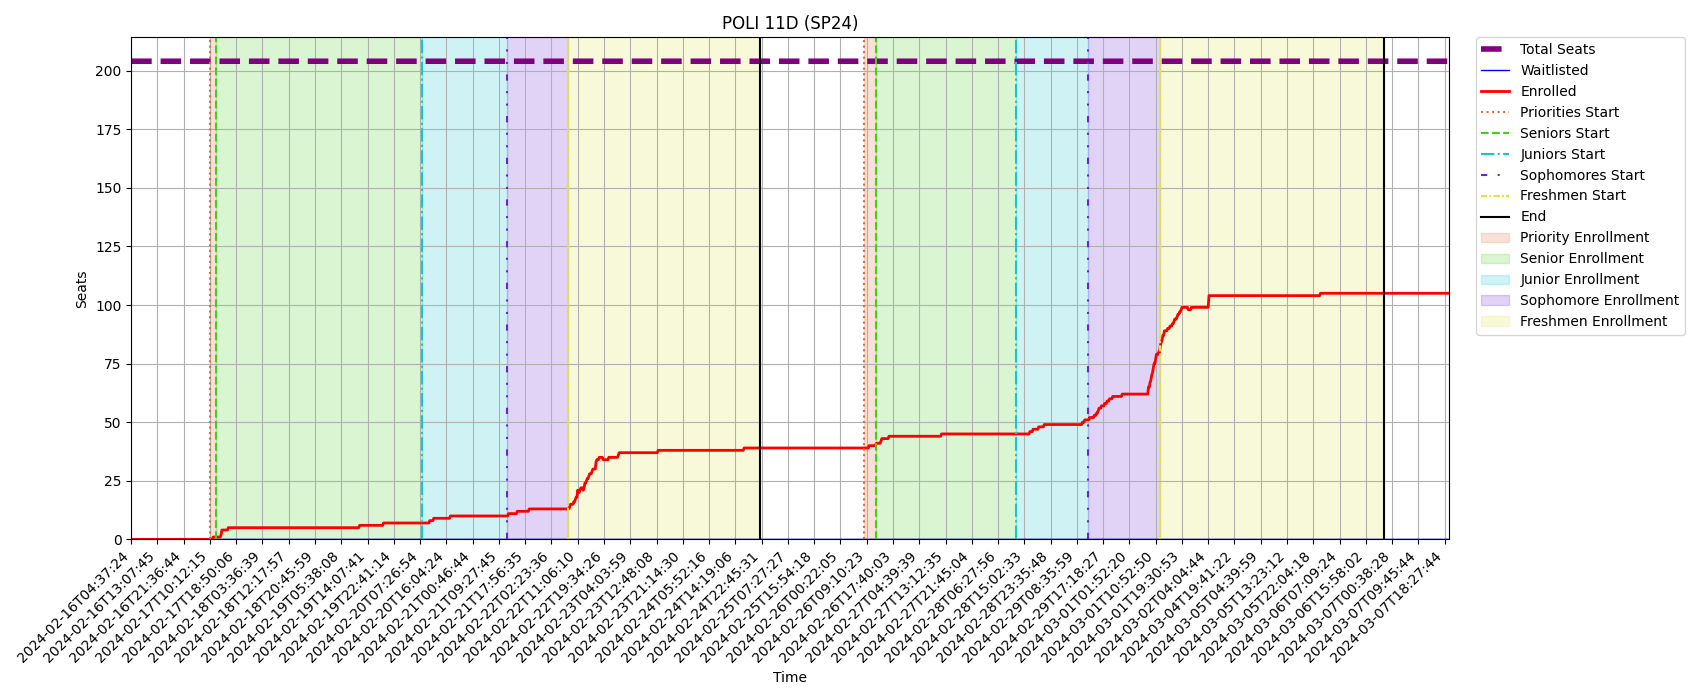 POLI 11D (SP24)
Seats
200
175
150
125
100
75
50
25
0
2024-02-16T04:37:24
2024-02-16T13:07:45
2024-02-16T21:36:44
2024-02-17T10:12:15
2024-02-17T18:50:06
2024-02-18T03:36:39
2024-02-18T12:17:57
2024-02-18T20:45:59
2024-02-19T05:38:08
2024-02-19T14:07:41
2024-02-19T22:41:14
2024-02-20T07:26:54
2024-02-20T16:04:24
2024-02-21T00:46:44
2024-02-21T09:27:45
2024-02-21T17:56:35
2024-02-22T02:23:36
2024-02-22T11:06:10
2024-02-22T19:34:26
2024-02-23T04:03:59
2024-02-23T12:48:08
2024-02-23T21:14:30
2024-02-24T05:52:16
2024-02-24T14:19:06
2024-02-24T22:45:31
2024-02-25T07:27:27
2024-02-25T15:54:18
2024-02-26T00:22:05
2024-02-26T09:10:23
2024-02-26T17:40:03
2024-02-27T04:39:39
2024-02-27T13:12:35
2024-02-27T21:45:04
2024-02-28T06:27:56
2024-02-28T15:02:33
2024-02-28T23:35:48
2024-02-29T08:35:59
2024-02-29T17:18:27
2024-03-01T01:52:20
2024-03-01T10:52:50
2024-03-01T19:30:53
2024-03-02T04:04:44
2024-03-04T19:41:22
2024-03-05T04:39:59
2024-03-05T13:23:12
2024-03-05T22:04:18
2024-03-06T07:09:24
2024-03-06T15:58:02
2024-03-07T00:38:28
2024-03-07T09:45:44
2024-03-07T18:27:44
Time
Total Seats
Waitlisted
Enrolled
Priorities Start
Seniors Start
Juniors Start
Sophomores Start
Freshmen Start
End
Priority Enrollment
Senior Enrollment
Junior Enrollment
Sophomore Enrollment
Freshmen Enrollment